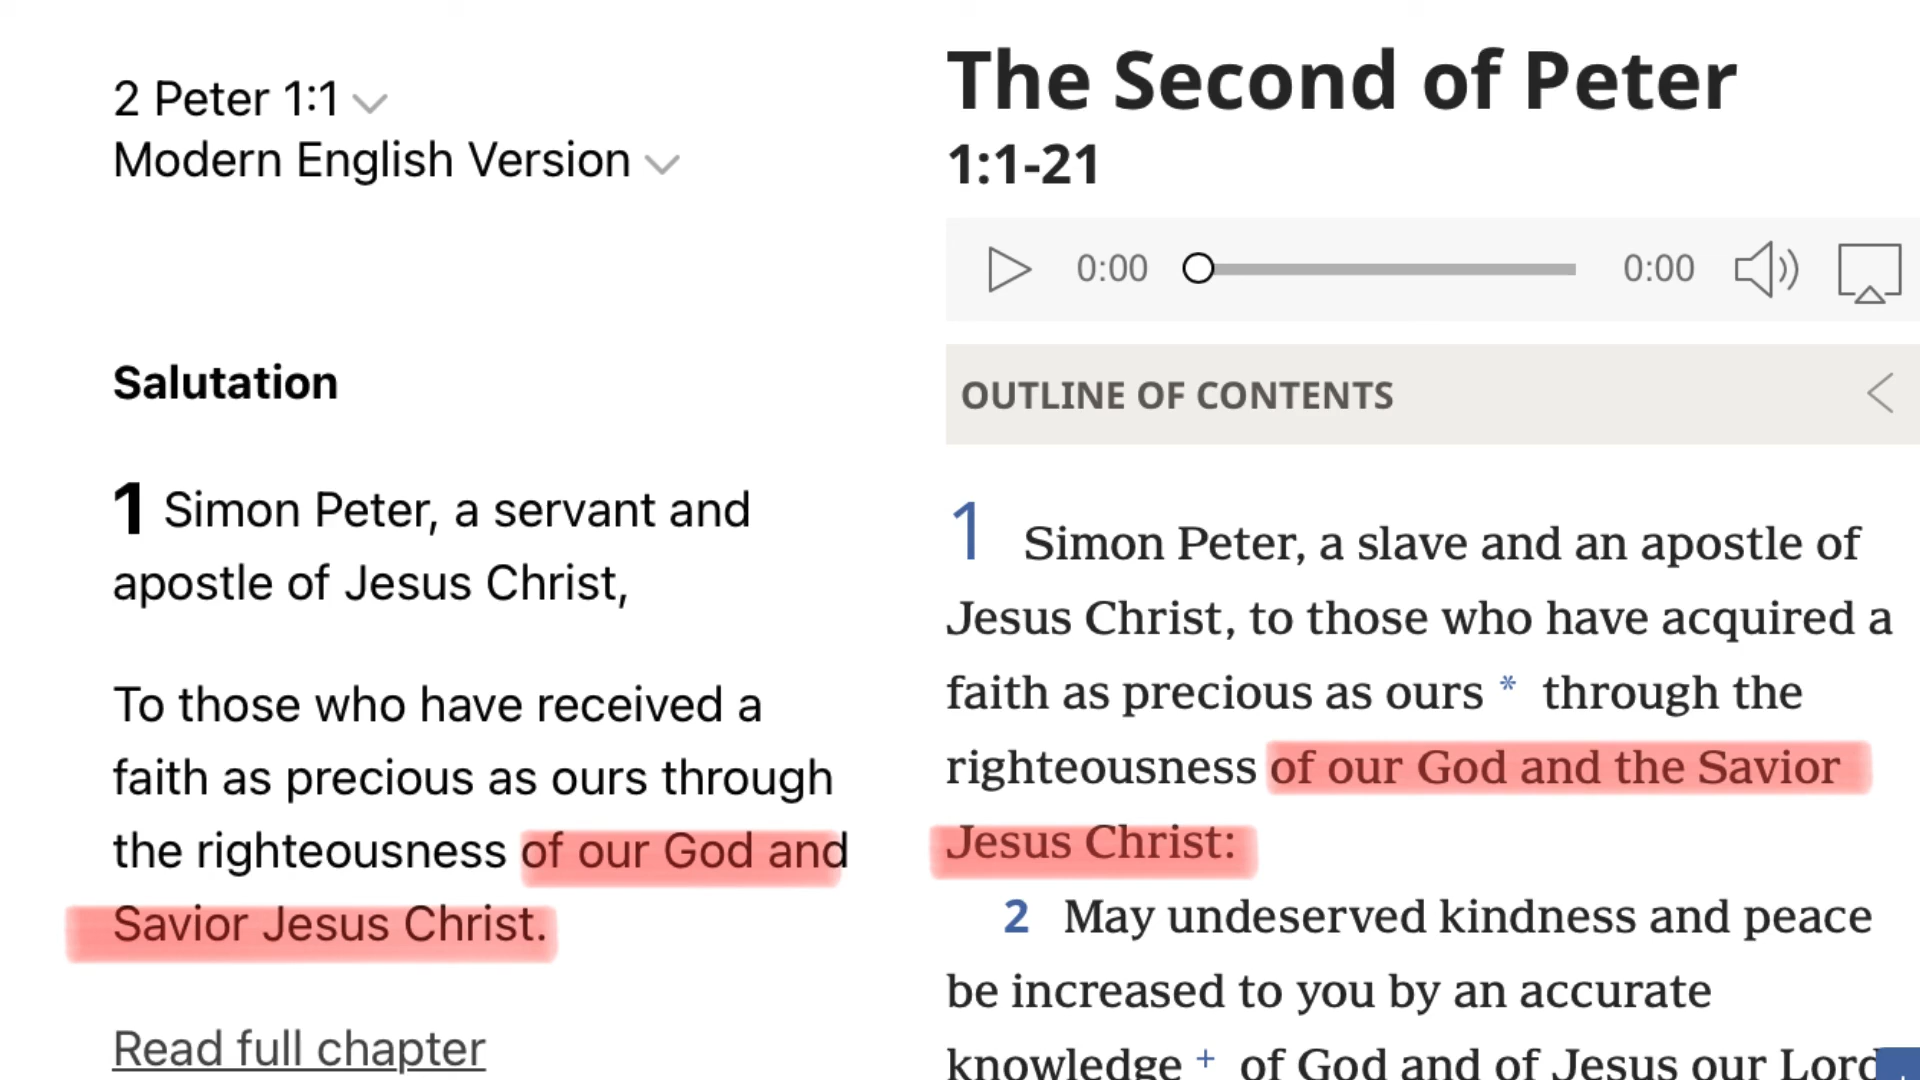 2 Peter 1:1
Modern English Version
Salutation
1 Simon Peter, a servant and
apostle of Jesus Christ,
To those who have received a
faith as precious as ours through
the righteousness of our God and
Savior Jesus Christ.
Read full chapter
The Second of Peter
1:1-21
0:00 0:00
OUTLINE OF CONTENTS
1 Simon Peter, a slave and an apostle of
Jesus Christ, to those who have acquired a
faith as precious as ours * through the
righteousness of our God and the Savior
Jesus Christ:
2 May undeserved kindness and peace
be increased to you by an accurate
knowledge + of God and of Jesus our Lord